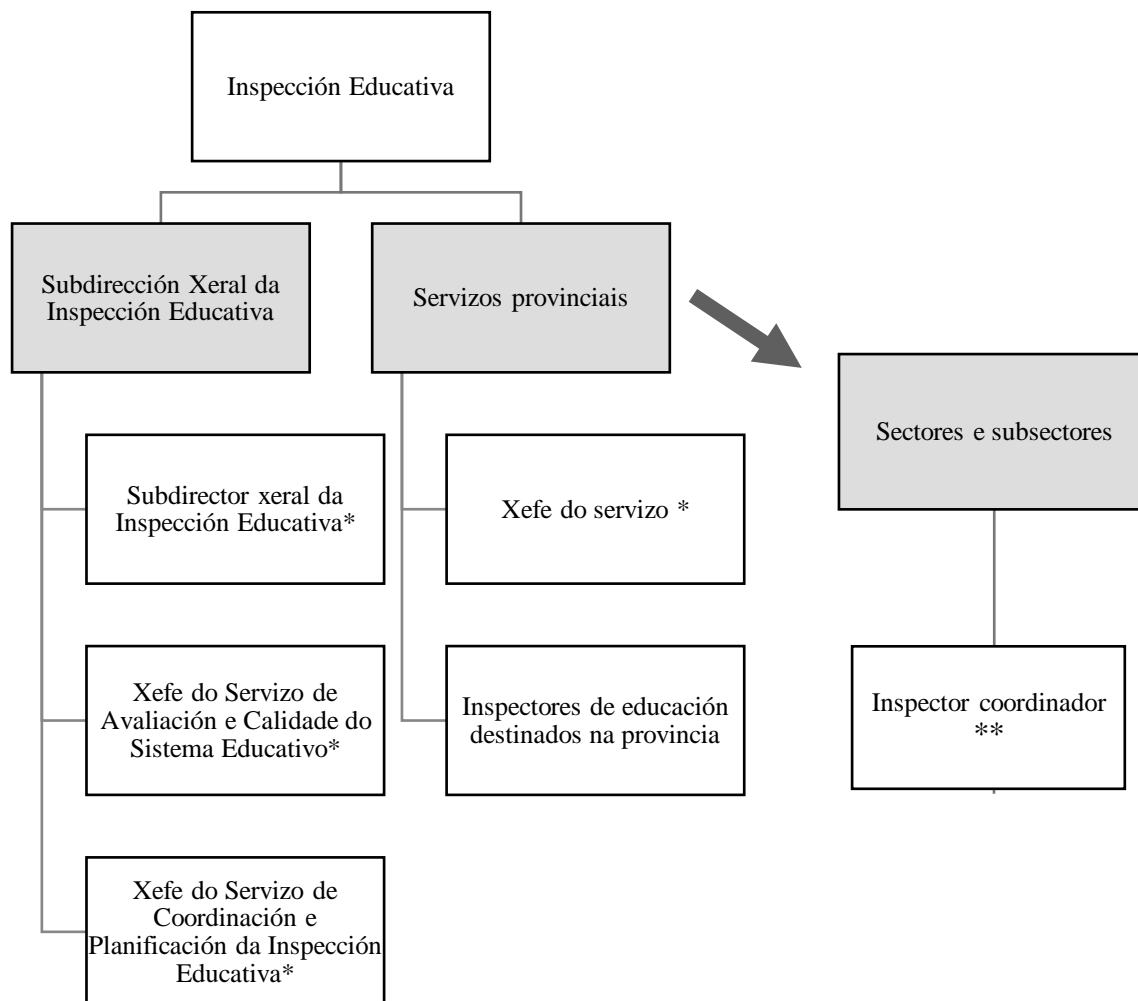 Inspección Educativa
Subdirección Xeral da
Inspección Educativa
Servizos provinciais
Sectores e subsectores
Subdirector xeral da
Inspección Educativa*
Xefe do servizo *
Inspector coordinador
**
Xefe do Servizo de
Avaliación e Calidade do
Sistema Educativo*
Inspectores de educación
destinados na provincia
Xefe do Servizo de
Coordinación e
Planificación da Inspección
Educativa*